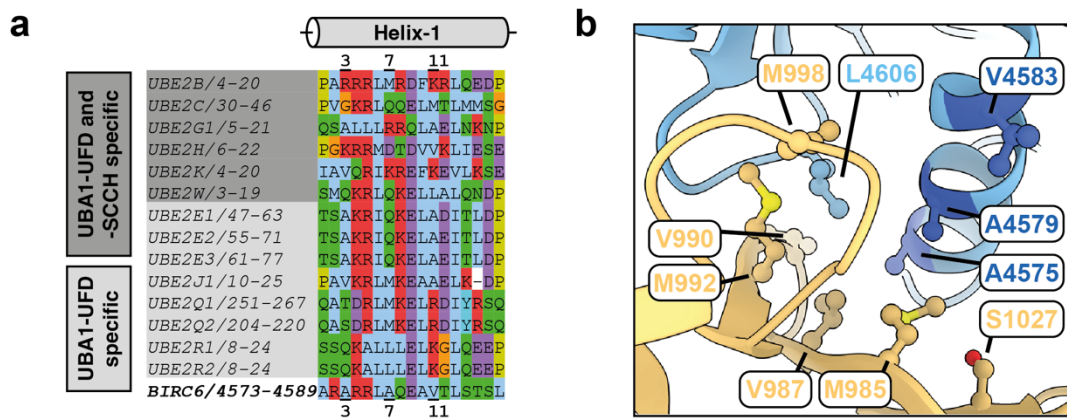 a
Helix-1
3 7 11
UBA1-UFD and
-SCCH specific
UBA1-UFD
specific
UBE2B/4-20 PARRRLMRDFKRLQEDP
UBE2C/30-46 PVGKRLQQELMTLMMSG
UBE2G1/5-21 QSALLLRRQLAELNKNP
UBE2H/6-22 PGKRRMDTDVVKLIESE
UBE2K/4-20 IAVQRIKREFKEVLKSE
UBE2W/3-19 SMQKRLQKELLALQNDP
UBE2E1/47-63 TSAKRIQKELADITLDP
UBE2E2/55-71 TSAKRIQKELAEITLDP
UBE2E3/61-77 TSAKRIQKELAEITLDP
UBE2J1/10-25 PAVKRLMKEAAELK-DP
UBE2Q1/251-267 QATDRLMKELRDIYRSQ
UBE2Q2/204-220 QASDRLMKELRDIYRSQ
UBE2R1/8-24 SSQKALLLELKGLQEEP
UBE2R2/8-24 SSQKALLLELKGLQEEP
BIRC6/4573-4589 ARARRLAQEAVTLSTSL
3 7 11
b
M998 L4606 V4583
V990 A4579
M992 A4575
S1027
V987 M985